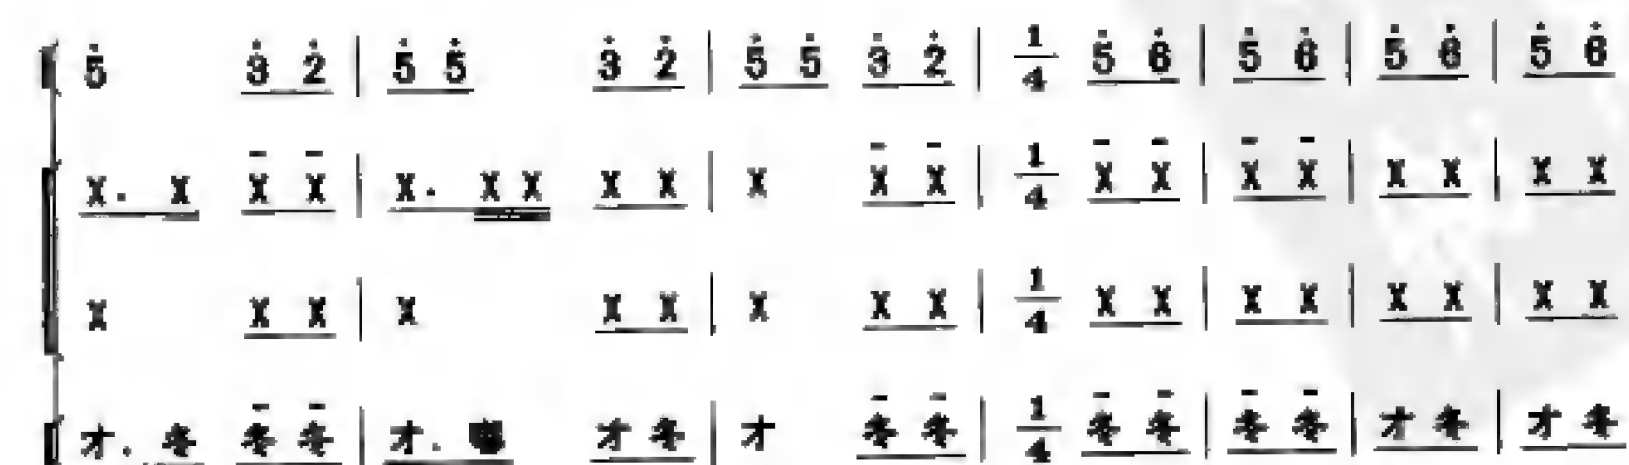 5̇ 3̇ 2̇ | 5̇ 5̇ 3̇ 2̇ | 5̇ 5̇ 3̇ 2̇ | 1/4 5̇ 6̇ | 5̇ 6̇ | 5̇ 6̇ | 5̇ 6̇
X. X X̄ X̄ | X. X X X X | X X̄ X̄ | 1/4 X̄ X̄ | X̄ X̄ | X X | X X
X X X | X X X | X X X | 1/4 X X | X X | X X | X X
才. 冬 冬̄ 冬̄ | 才. 才 冬 | 才 冬̄ 冬̄ | 1/4 冬̄ 冬̄ | 冬̄ 冬̄ | 才 冬 | 才 冬